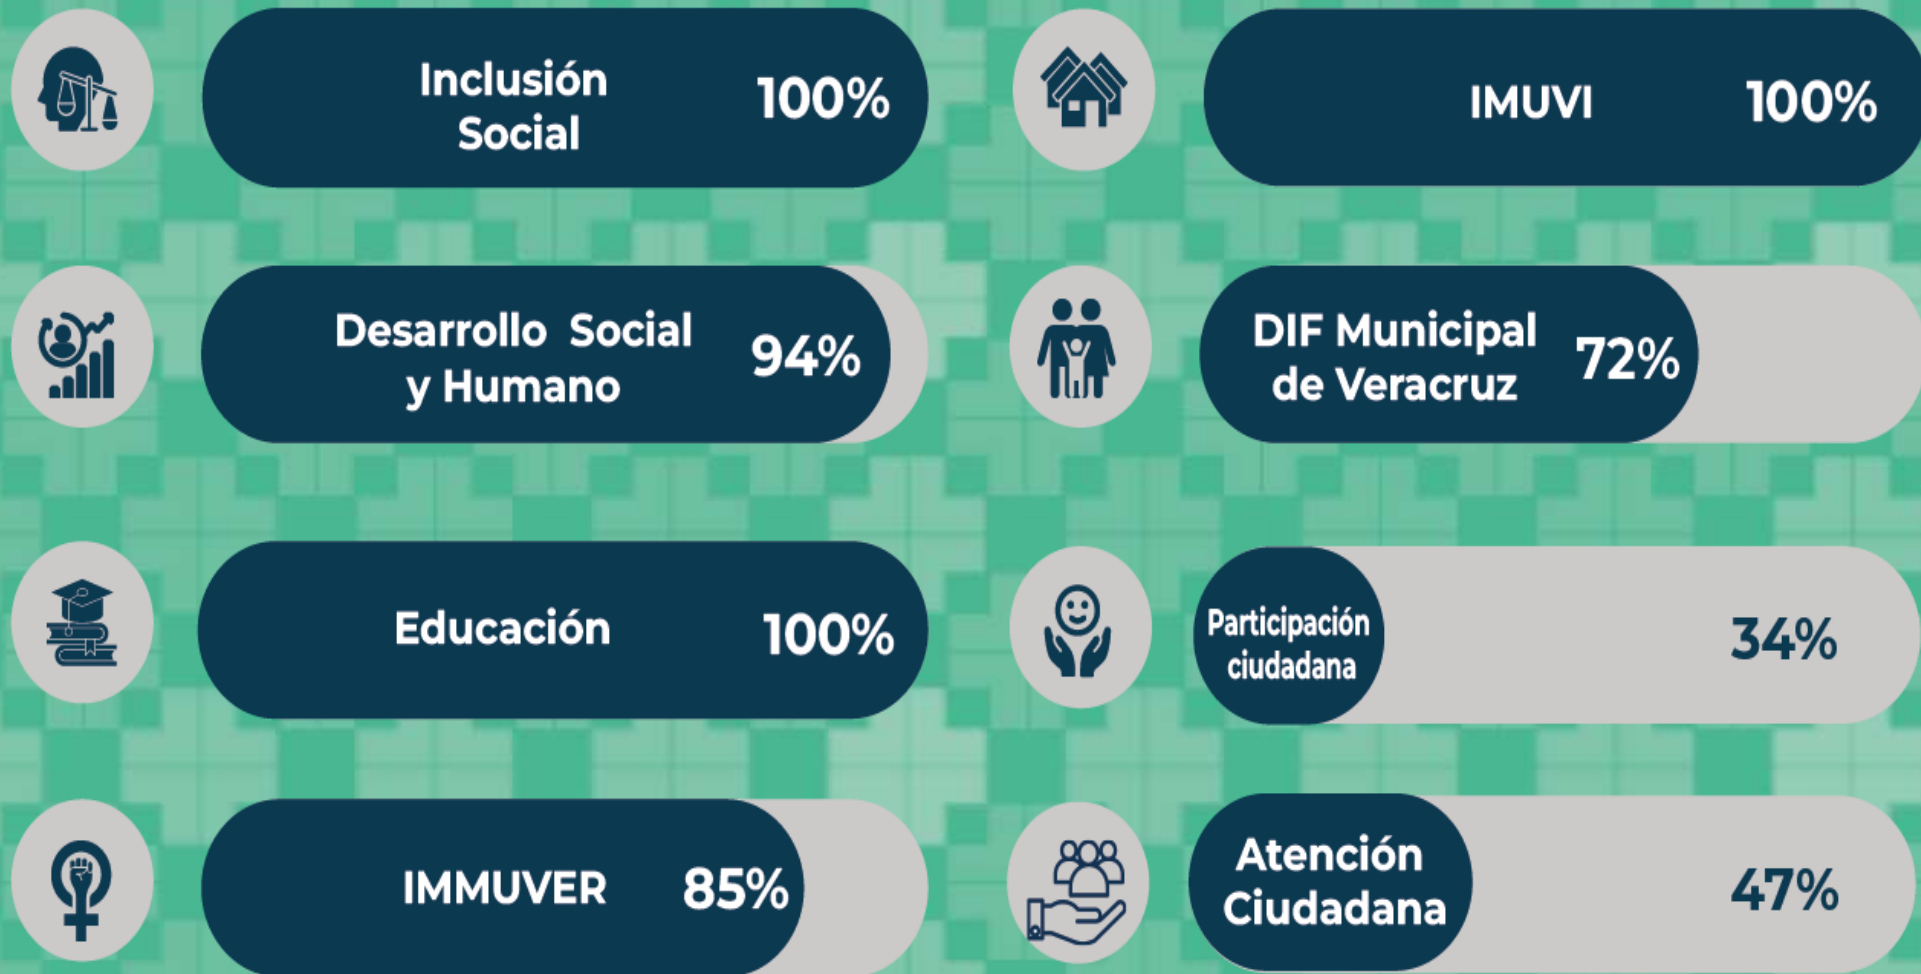 Inclusión
Social
100%
IMUVI
100%
Desarrollo Social
y Humano
94%
DIF Municipal
de Veracruz
72%
Educación
100%
Participación
ciudadana
34%
IMMUVER
85%
Atención
Ciudadana
47%